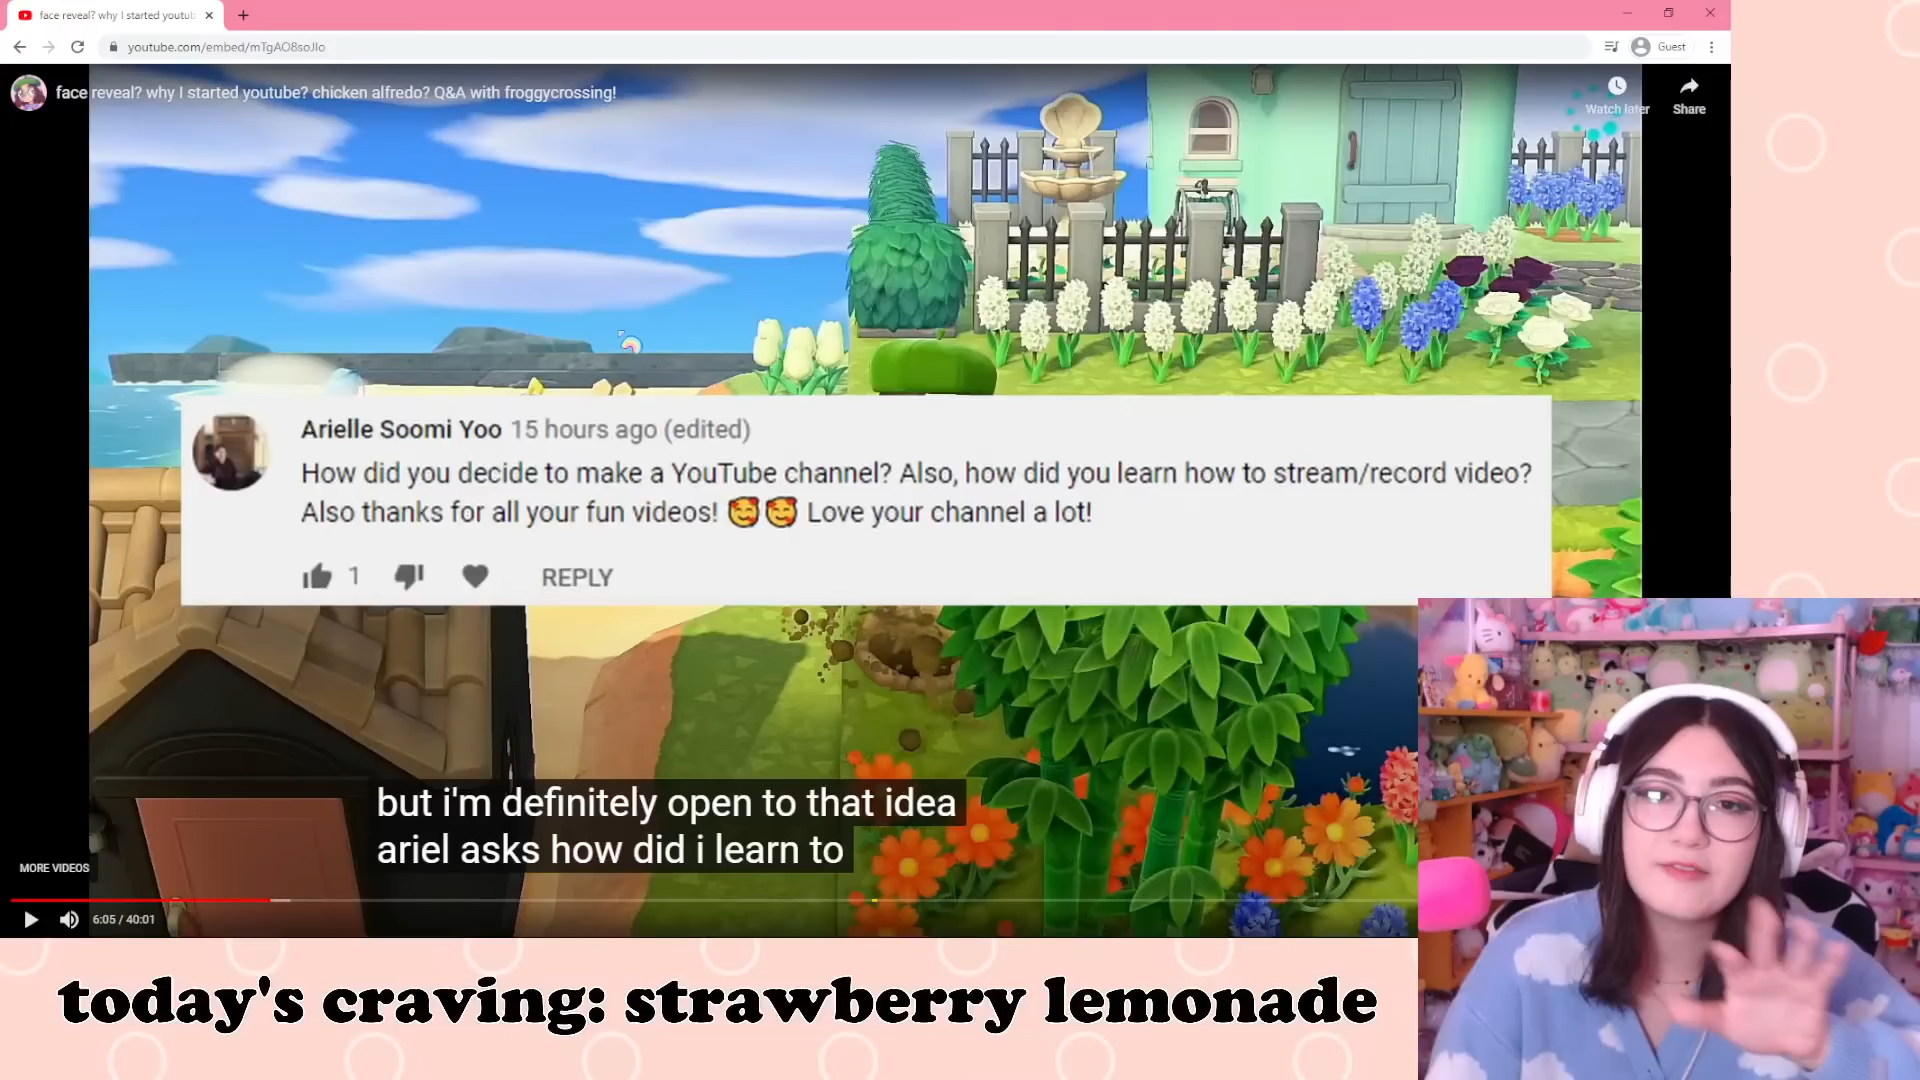 face reveal? why I started youtub
youtube.com/embed/mTgAO8soJlo
Guest
face reveal? why I started youtube? chicken alfredo? Q&A with froggycrossing!
Watch later
Share
Arielle Soomi Yoo 15 hours ago (edited)
How did you decide to make a YouTube channel? Also, how did you learn how to stream/record video?
Also thanks for all your fun videos! 🥰🥰 Love your channel a lot!
1
REPLY
but i'm definitely open to that idea
ariel asks how did i learn to
MORE VIDEOS
6:05 / 40:01
today's craving: strawberry lemonade